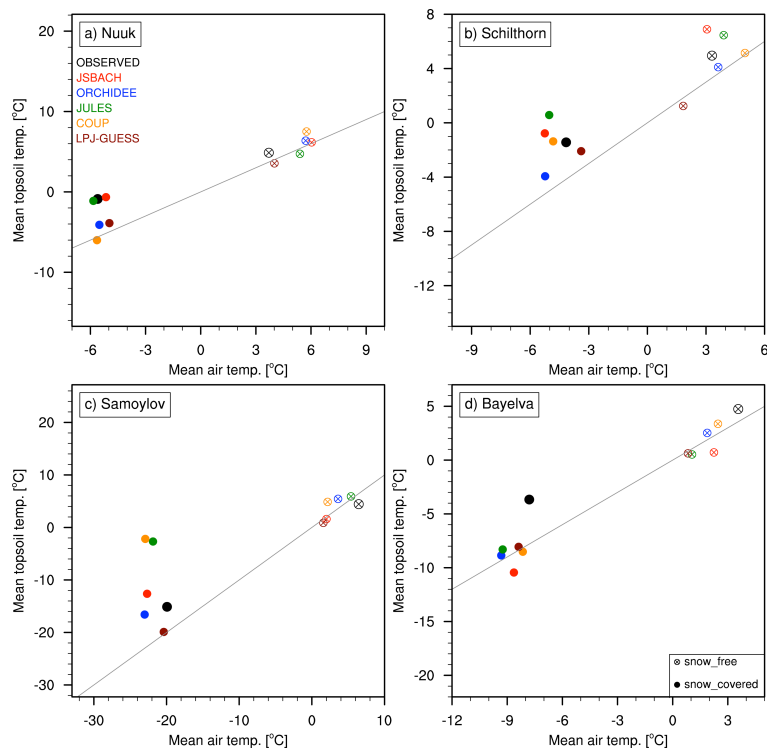 a) Nuuk
OBSERVED
JSBACH
ORCHIDEE
JULES
COUP
LPJ-GUESS
20
10
0
-10
-6 -3 0 3 6 9
Mean topsoil temp. [°C]
Mean air temp. [°C]
b) Schilthorn
8
4
0
-4
-8
-12
-9 -6 -3 0 3 6
Mean topsoil temp. [°C]
Mean air temp. [°C]
c) Samoylov
20
10
0
-10
-20
-30
-30 -20 -10 0 10
Mean topsoil temp. [°C]
Mean air temp. [°C]
d) Bayelva
5
0
-5
-10
-15
-20
-12 -9 -6 -3 0 3
Mean topsoil temp. [°C]
Mean air temp. [°C]
snow_free
snow_covered